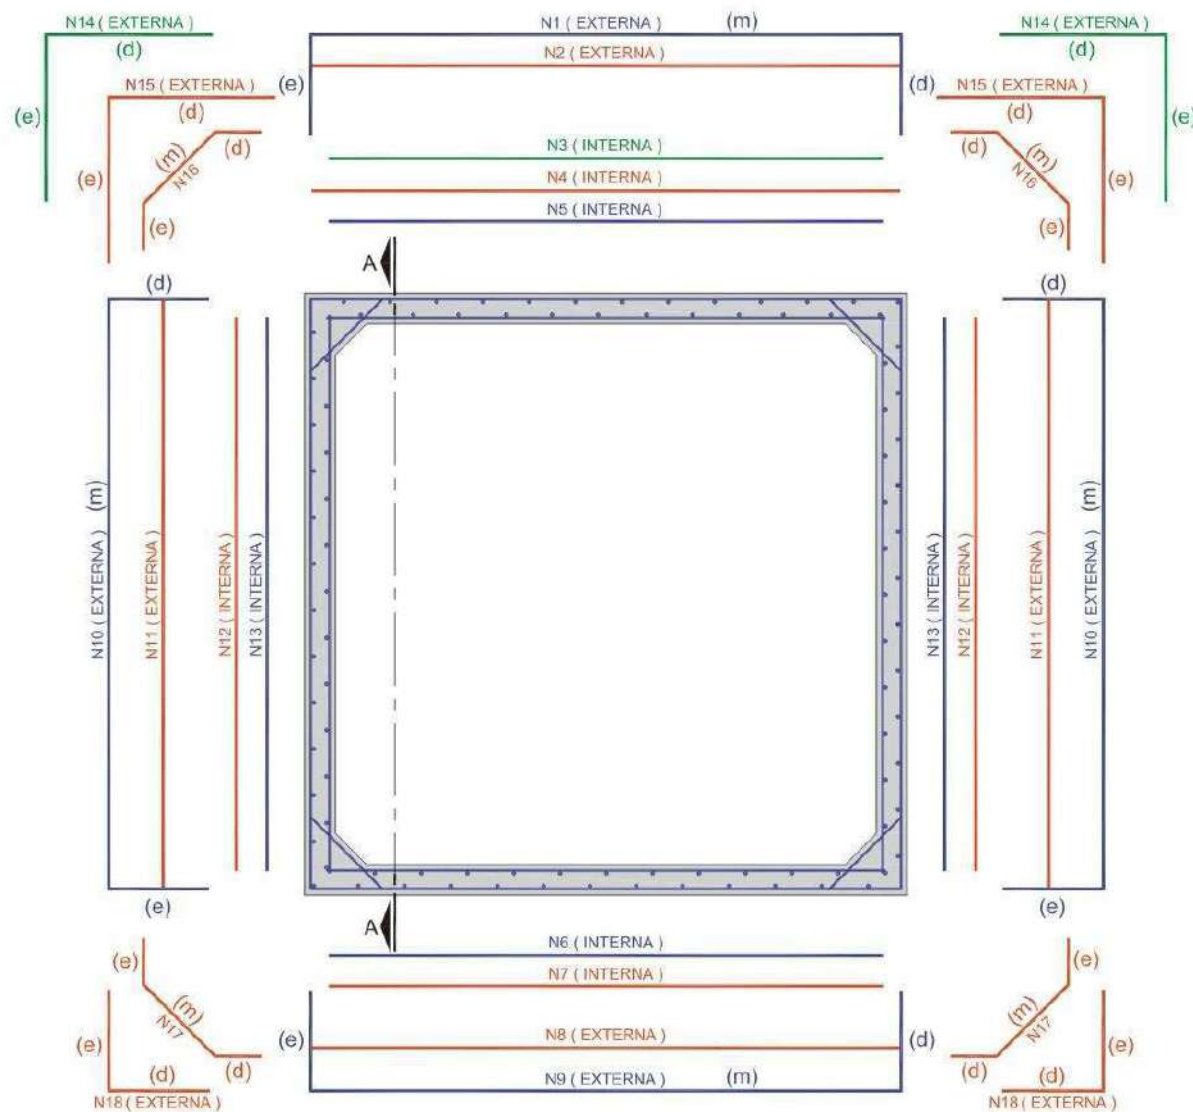 N14 ( EXTERNA )
N1 ( EXTERNA )
(m)
N14 ( EXTERNA )
(d)
(d)
N2 ( EXTERNA )
N15 ( EXTERNA )
(e)
(d)
N15 ( EXTERNA )
(d)
(d)
(e)
(e)
N3 ( INTERNA )
(m)
(d)
(d)
(m)
(e)
N16
N4 ( INTERNA )
N16
(e)
N5 ( INTERNA )
(e)
(e)
A
(d)
(d)
N10 ( EXTERNA )
(m)
N11 ( EXTERNA )
N12 ( INTERNA )
N13 ( INTERNA )
N13 ( INTERNA )
N12 ( INTERNA )
N11 ( EXTERNA )
N10 ( EXTERNA )
(m)
(e)
(e)
A
N6 ( INTERNA )
(e)
(e)
N7 ( INTERNA )
(m)
(m)
N17
N17
(e)
(e)
N8 ( EXTERNA )
(d)
(e)
(d)
(d)
(d)
(d)
N9 ( EXTERNA )
(m)
N18 ( EXTERNA )
N18 ( EXTERNA )